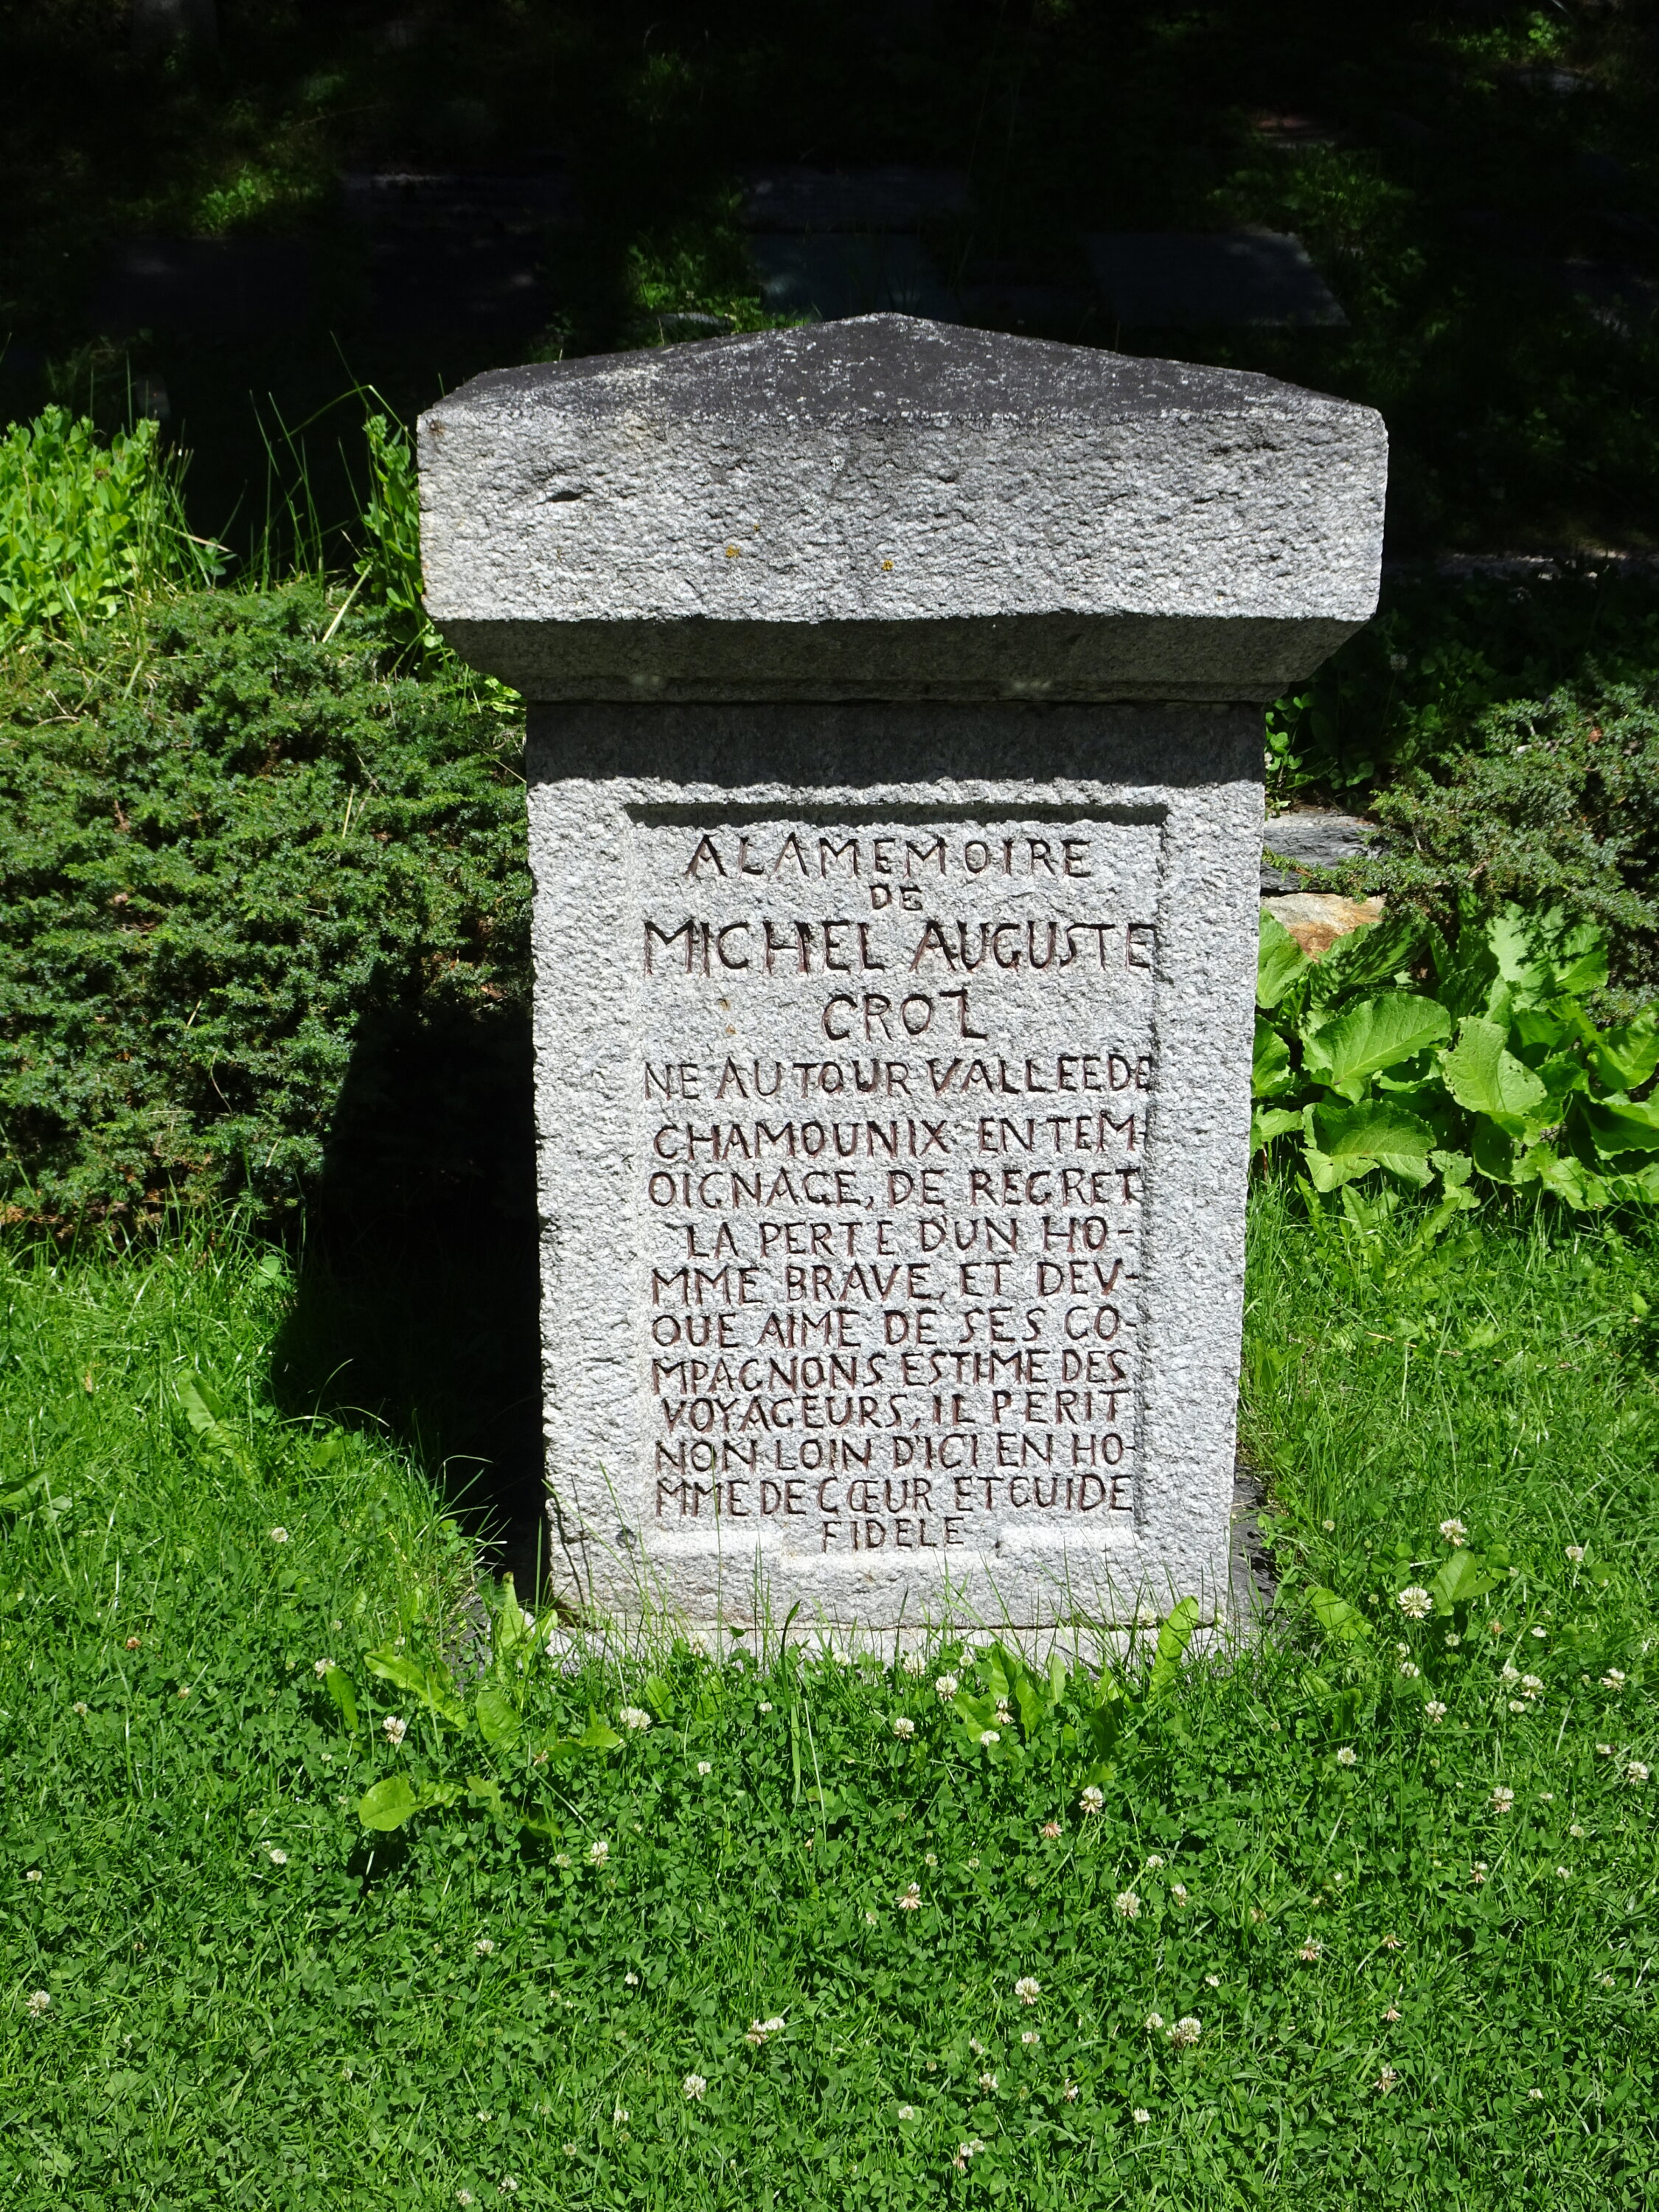 A LA MEMOIRE
DE
MICHEL AUGUSTE
CROZ
NE AU TOUR VALLEE DE
CHAMOUNIX EN TEM-
OIGNAGE, DE REGRET
LA PERTE D'UN HO-
MME BRAVE, ET DEV-
OUE AIME DE SES CO-
MPAGNONS ESTIME DES
VOYAGEURS, IL PERIT
NON LOIN D'ICI EN HO-
MME DE CŒUR ET GUIDE
FIDELE